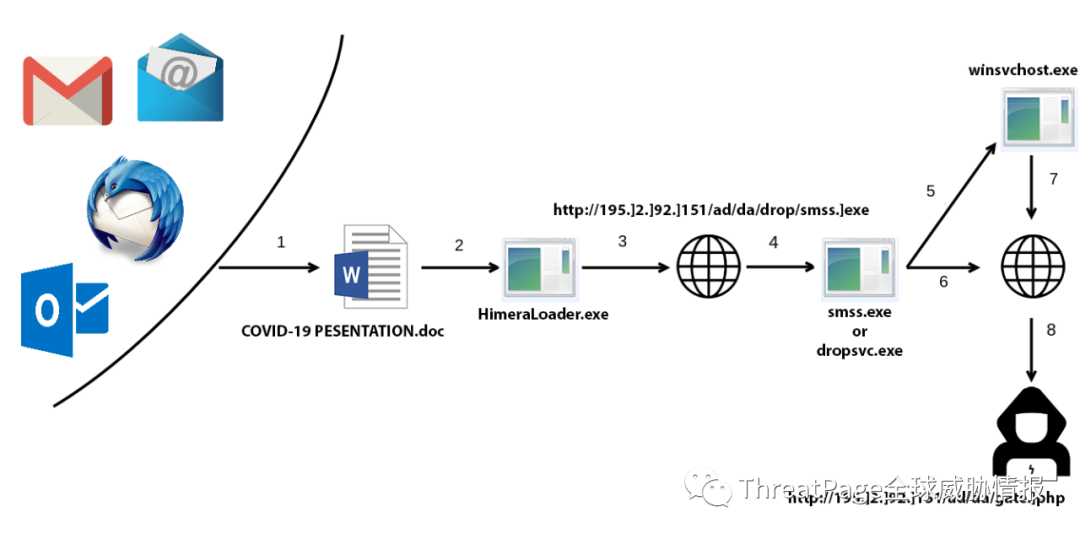 winsvchost.exe
5
7
http://195.]2.]92.]151/ad/da/drop/smss.]exe
1
2
3
4
6
W
O
@
COVID-19 PESENTATION.doc
HimeraLoader.exe
smss.exe
or
dropsvc.exe
8
ThreatPage全球威胁情报
http://195.]2.]92.]151/ad/da/gate.]php